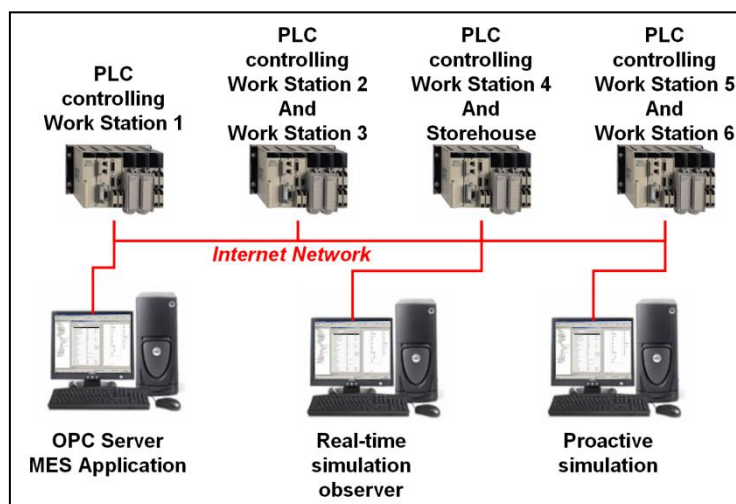 PLC
controlling
Work Station 1
PLC
controlling
Work Station 2
And
Work Station 3
PLC
controlling
Work Station 4
And
Storehouse
PLC
controlling
Work Station 5
And
Work Station 6
Internet Network
OPC Server
MES Application
Real-time
simulation
observer
Proactive
simulation